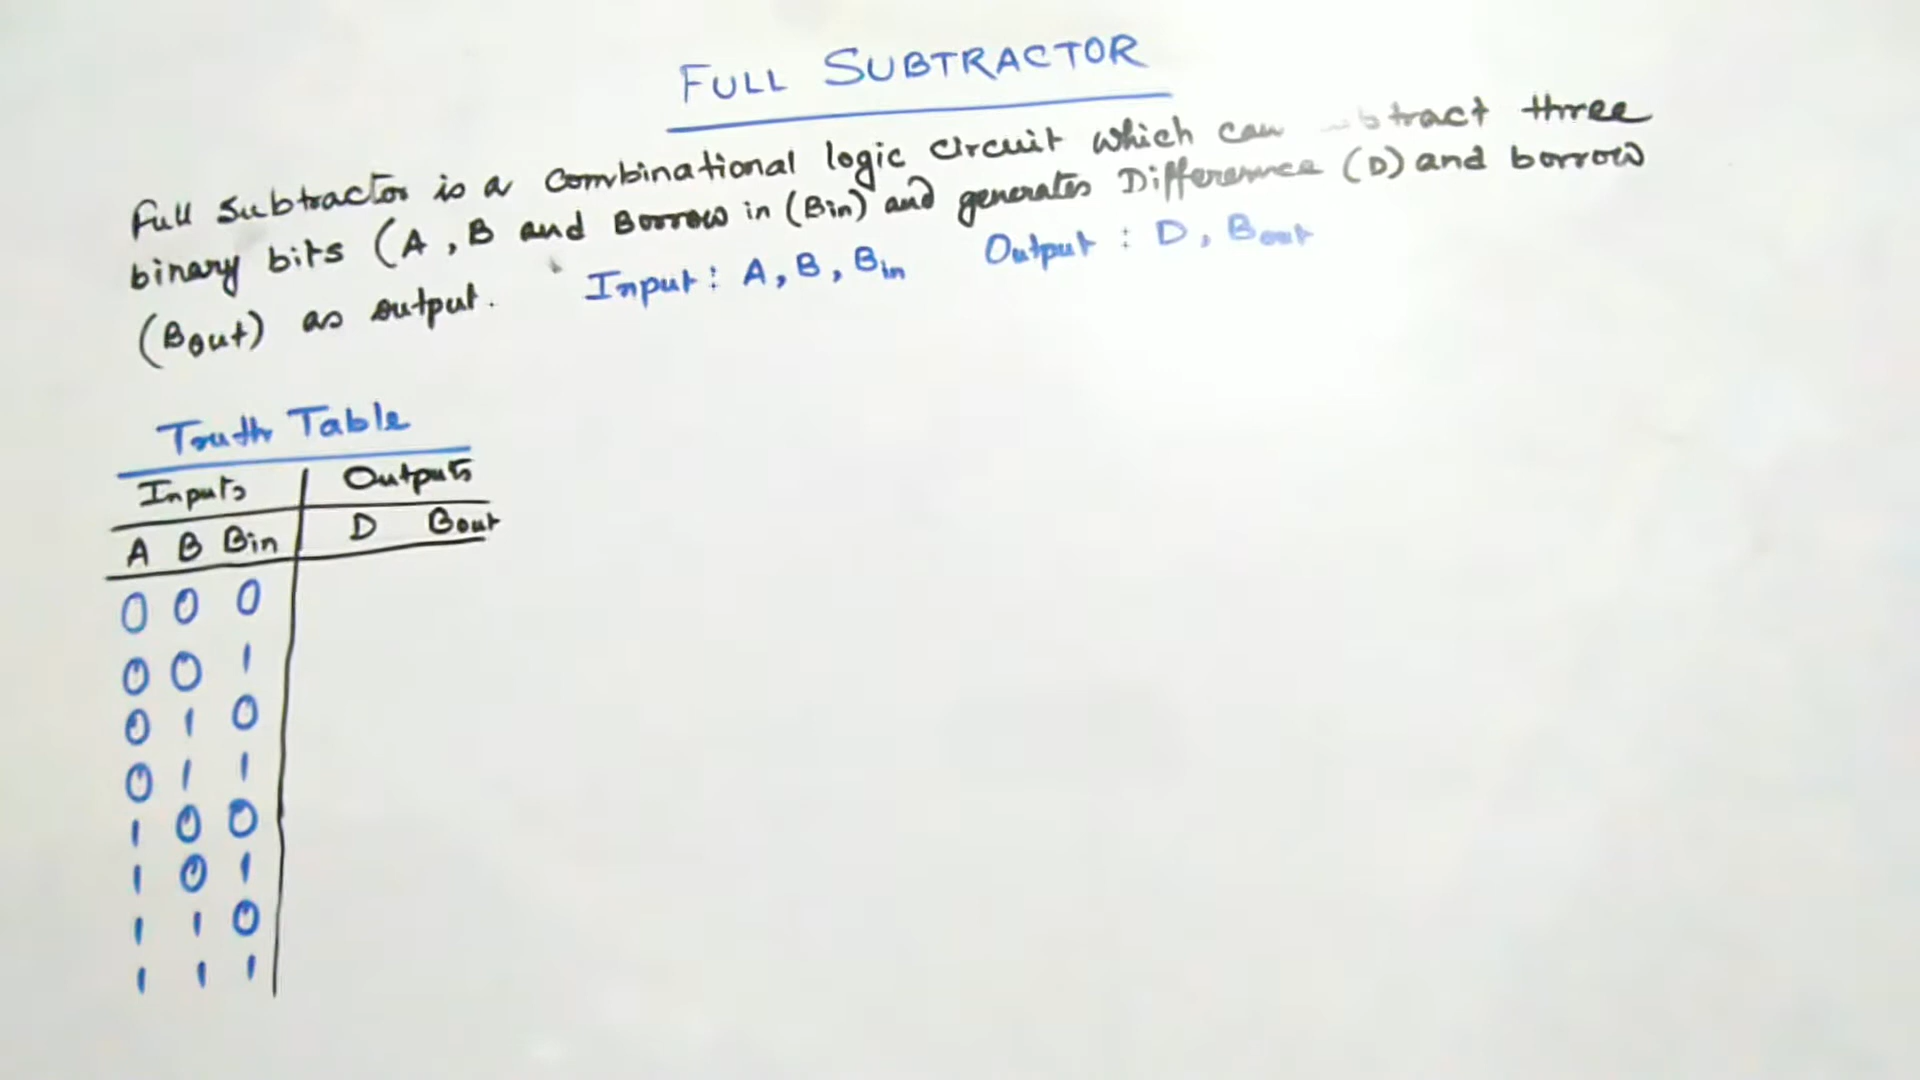 FULL SUBTRACTOR
Full Subtractor is a combinational logic circuit which can subtract three
binary bits (A, B and Borrow in (Bin) and generates Difference (D) and borrow
(Bout) as output. Input : A, B, Bin Output : D, Bout
Truth Table
Inputs Outputs
A B Bin D Bout
0 0 0
0 0 1
0 1 0
0 1 1
1 0 0
1 0 1
1 1 0
1 1 1